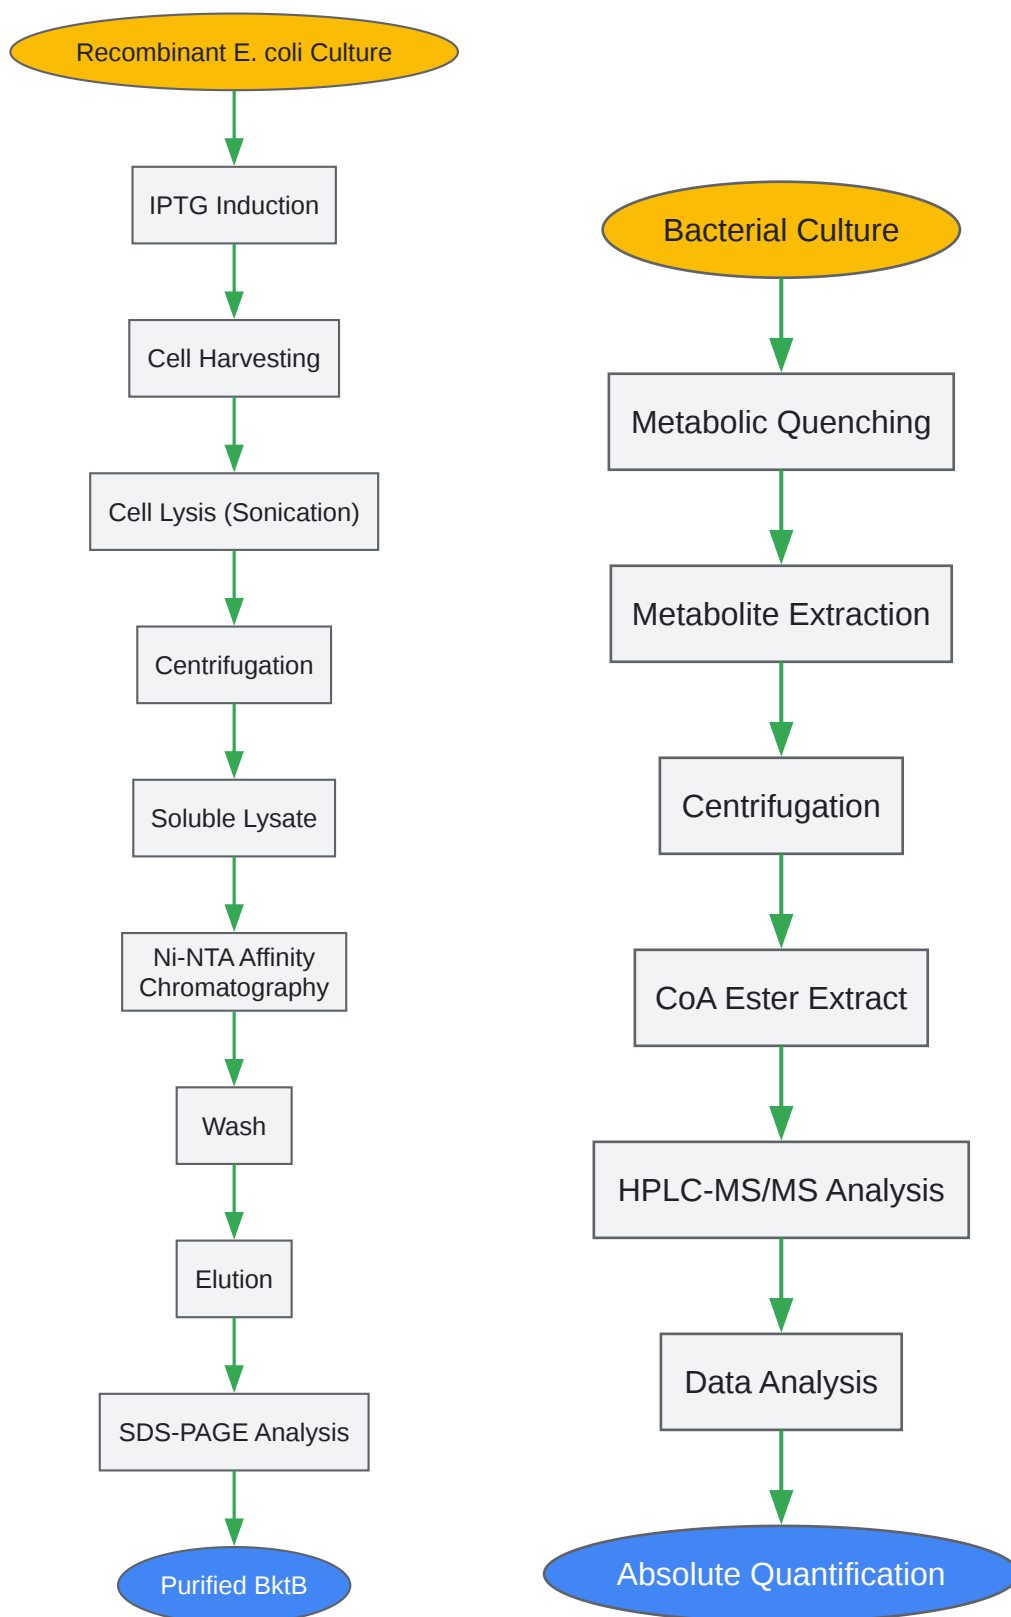 Recombinant E. coli Culture
IPTG Induction
Cell Harvesting
Cell Lysis (Sonication)
Centrifugation
Soluble Lysate
Ni-NTA Affinity
Chromatography
Wash
Elution
SDS-PAGE Analysis
Purified BktB
Bacterial Culture
Metabolic Quenching
Metabolite Extraction
Centrifugation
CoA Ester Extract
HPLC-MS/MS Analysis
Data Analysis
Absolute Quantification